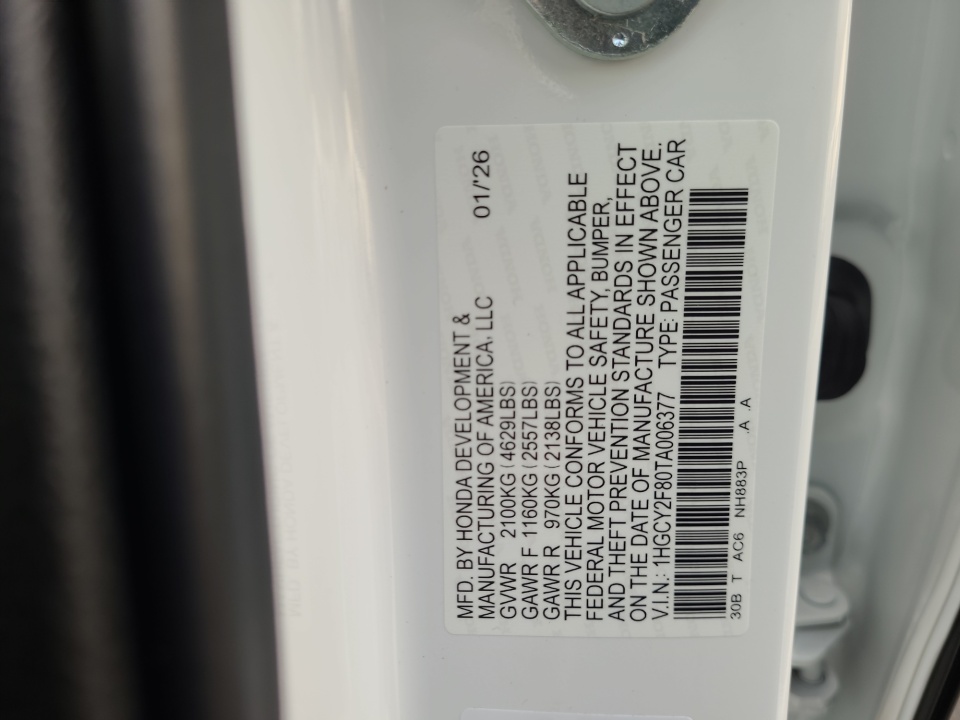 MFD. BY HONDA DEVELOPMENT &
MANUFACTURING OF AMERICA, LLC 01/'26
GVWR 2100KG (4629LBS)
GAWR F 1160KG (2557LBS)
GAWR R 970KG (2138LBS)
THIS VEHICLE CONFORMS TO ALL APPLICABLE
FEDERAL MOTOR VEHICLE SAFETY, BUMPER,
AND THEFT PREVENTION STANDARDS IN EFFECT
ON THE DATE OF MANUFACTURE SHOWN ABOVE.
V.I.N.: 1HGCY2F80TA006377 TYPE: PASSENGER CAR
30B T AC6 NH883P .A .A